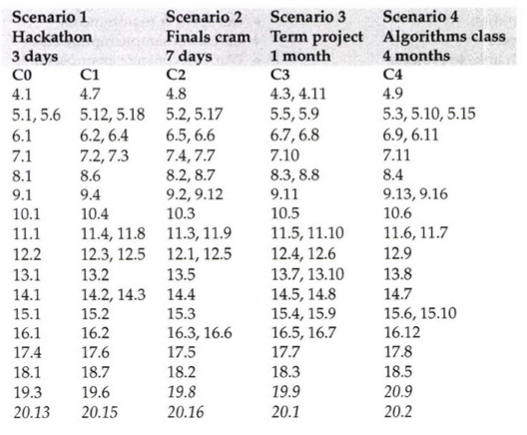 Scenario 1 Scenario 2 Scenario 3 Scenario 4
Hackathon Finals cram Term project Algorithms class
3 days 7 days 1 month 4 months
C0 C1 C2 C3 C4
4.1 4.7 4.8 4.3, 4.11 4.9
5.1, 5.6 5.12, 5.18 5.2, 5.17 5.5, 5.9 5.3, 5.10, 5.15
6.1 6.2, 6.4 6.5, 6.6 6.7, 6.8 6.9, 6.11
7.1 7.2, 7.3 7.4, 7.7 7.10 7.11
8.1 8.6 8.2, 8.7 8.3, 8.8 8.4
9.1 9.4 9.2, 9.12 9.11 9.13, 9.16
10.1 10.4 10.3 10.5 10.6
11.1 11.4, 11.8 11.3, 11.9 11.5, 11.10 11.6, 11.7
12.2 12.3, 12.5 12.1, 12.5 12.4, 12.6 12.9
13.1 13.2 13.5 13.7, 13.10 13.8
14.1 14.2, 14.3 14.4 14.5, 14.8 14.7
15.1 15.2 15.3 15.4, 15.9 15.6, 15.10
16.1 16.2 16.3, 16.6 16.5, 16.7 16.12
17.4 17.6 17.5 17.7 17.8
18.1 18.7 18.2 18.3 18.5
19.3 19.6 19.8 19.9 20.9
20.13 20.15 20.16 20.1 20.2